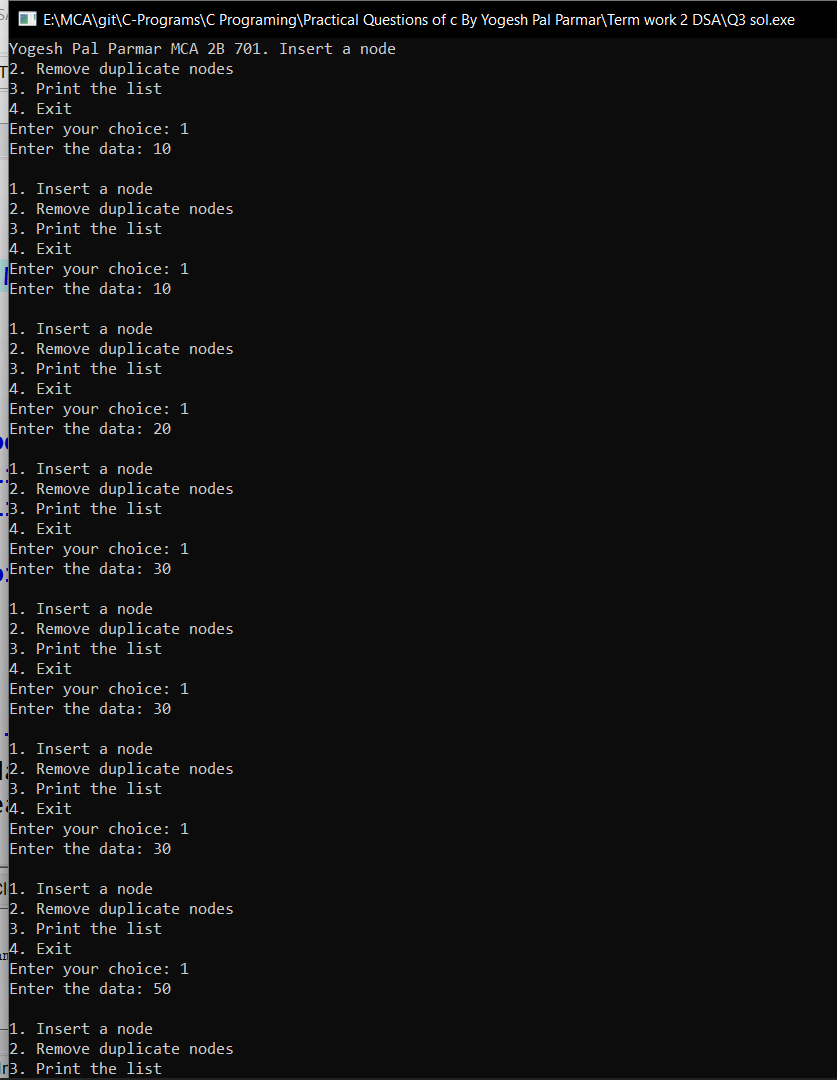 E:\MCA\git\C-Programs\C Programing\Practical Questions of c By Yogesh Pal Parmar\Term work 2 DSA\Q3 sol.exe
Yogesh Pal Parmar MCA 2B 701. Insert a node
2. Remove duplicate nodes
3. Print the list
4. Exit
Enter your choice: 1
Enter the data: 10
1. Insert a node
2. Remove duplicate nodes
3. Print the list
4. Exit
Enter your choice: 1
Enter the data: 10
1. Insert a node
2. Remove duplicate nodes
3. Print the list
4. Exit
Enter your choice: 1
Enter the data: 20
1. Insert a node
2. Remove duplicate nodes
3. Print the list
4. Exit
Enter your choice: 1
Enter the data: 30
1. Insert a node
2. Remove duplicate nodes
3. Print the list
4. Exit
Enter your choice: 1
Enter the data: 30
1. Insert a node
2. Remove duplicate nodes
3. Print the list
4. Exit
Enter your choice: 1
Enter the data: 30
1. Insert a node
2. Remove duplicate nodes
3. Print the list
4. Exit
Enter your choice: 1
Enter the data: 50
1. Insert a node
2. Remove duplicate nodes
3. Print the list